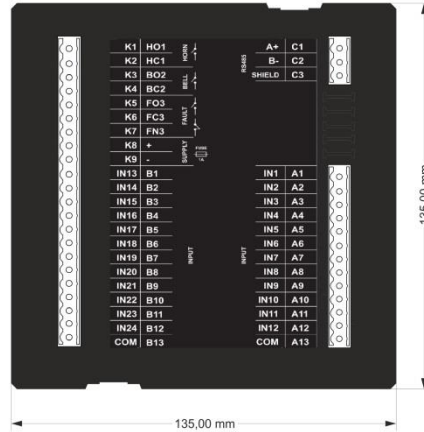 K1 HO1
K2 HC1
HORN
K3 BO2
K4 BC2
BELL
K5 FO3
K6 FC3
K7 FN3
FAULT
K8 +
K9 -
SUPPLY
FUSE
1A
IN13 B1
IN14 B2
IN15 B3
IN16 B4
IN17 B5
IN18 B6
IN19 B7
IN20 B8
IN21 B9
IN22 B10
IN23 B11
IN24 B12
COM B13
INPUT
RS485
A+ C1
B- C2
SHIELD C3
INPUT
IN1 A1
IN2 A2
IN3 A3
IN4 A4
IN5 A5
IN6 A6
IN7 A7
IN8 A8
IN9 A9
IN10 A10
IN11 A11
IN12 A12
COM A13
135,00 mm
135,00 mm